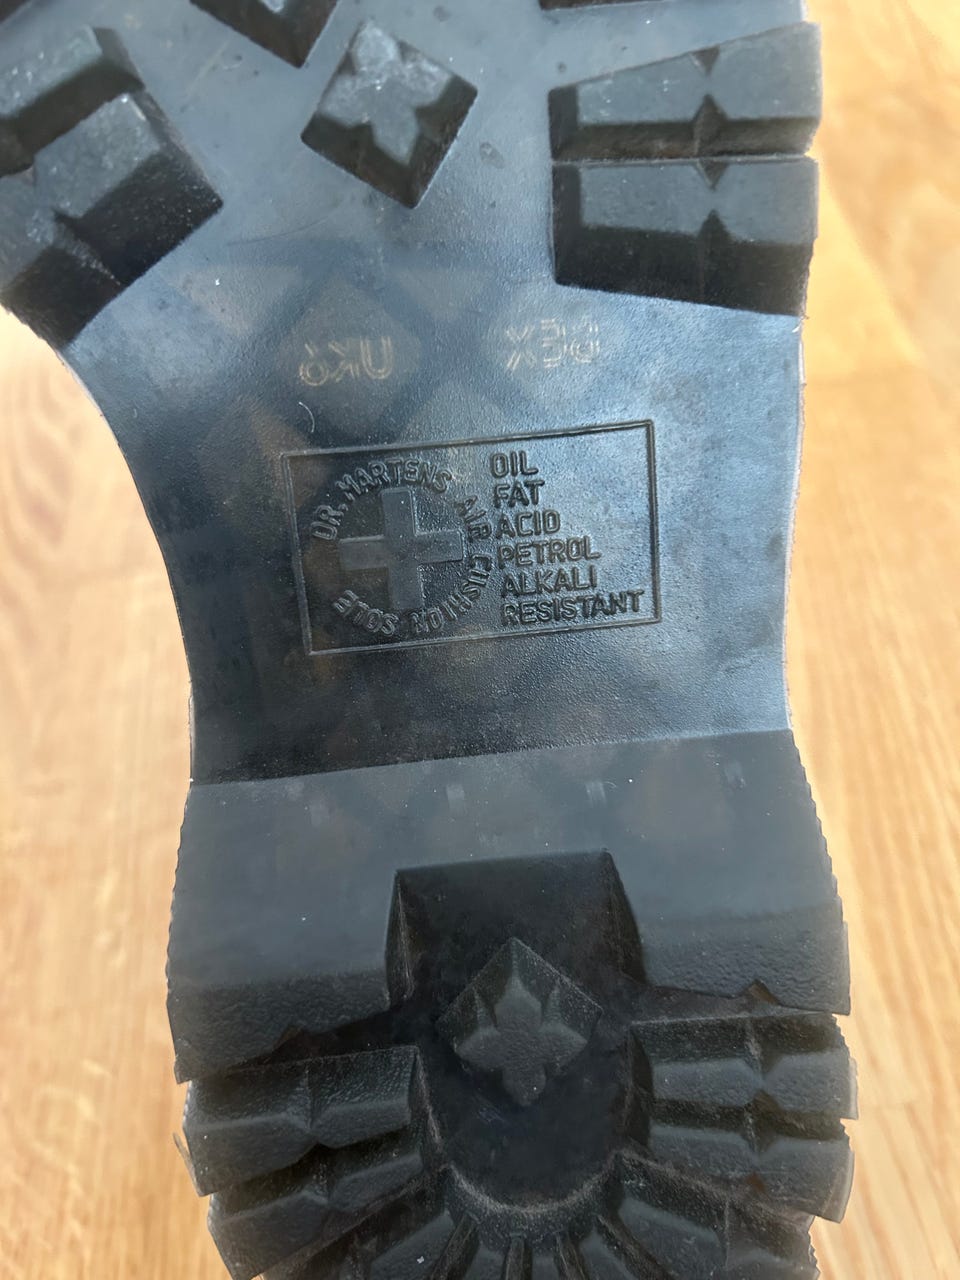 UK6
DR. MARTENS AIR CUSHION SOLE
OIL
FAT
ACID
PETROL
ALKALI
RESISTANT